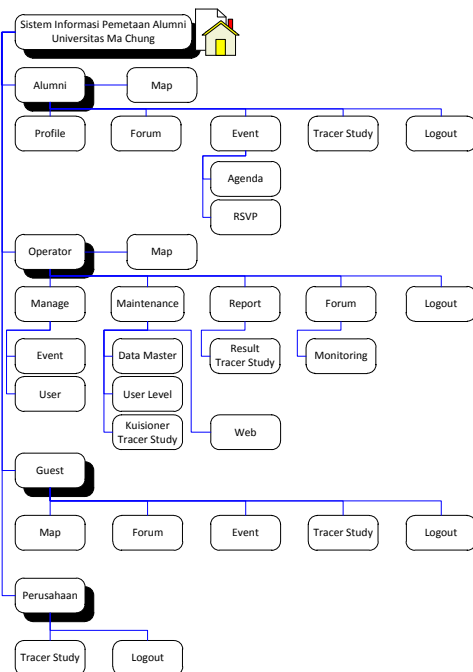 Sistem Informasi Pemetaan Alumni
Universitas Ma Chung
Alumni
Map
Profile
Forum
Event
Tracer Study
Logout
Agenda
RSVP
Operator
Map
Manage
Maintenance
Report
Forum
Logout
Event
Data Master
Result
Tracer Study
Monitoring
User
User Level
Kuisioner
Tracer Study
Web
Guest
Map
Forum
Event
Tracer Study
Logout
Perusahaan
Tracer Study
Logout